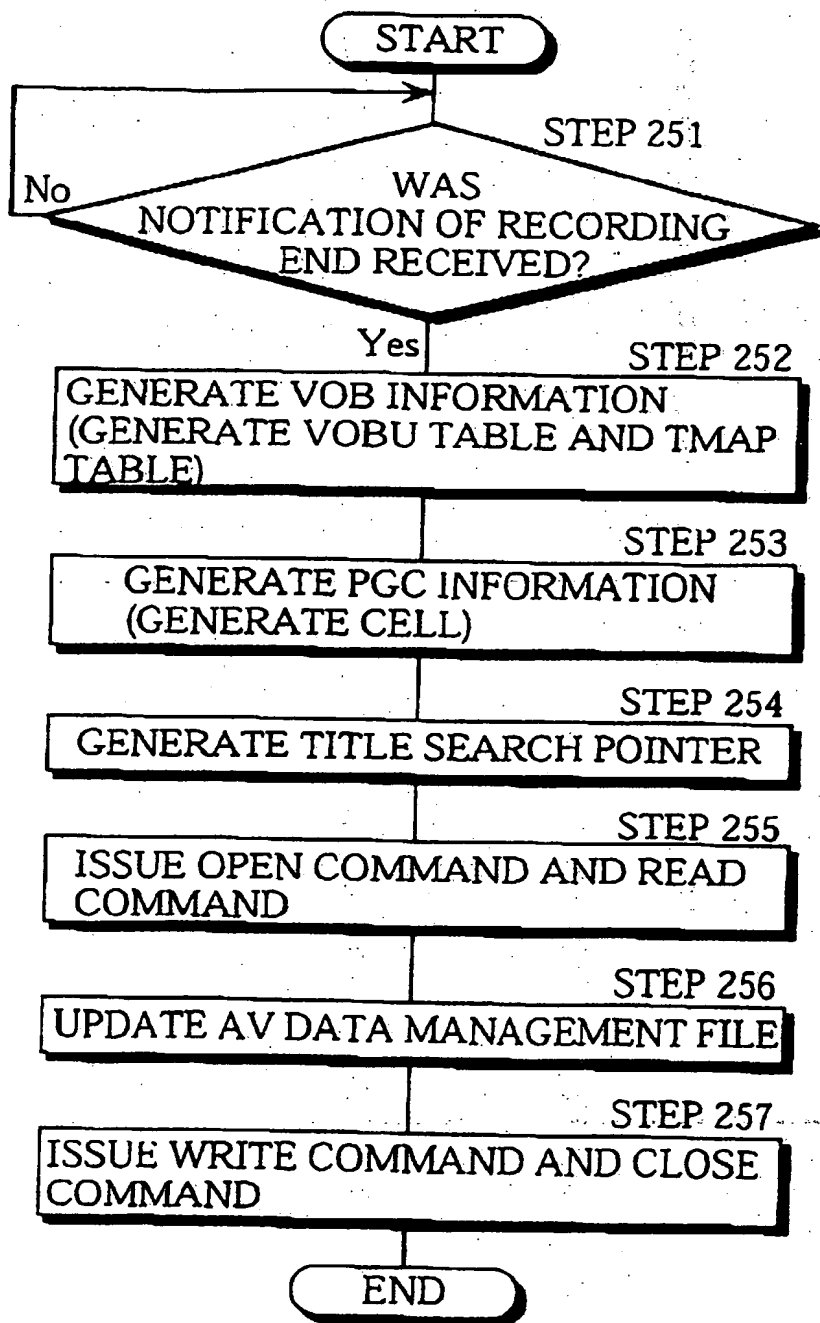 START
STEP 251
No
WAS
NOTIFICATION OF RECORDING
END RECEIVED?
Yes
STEP 252
GENERATE VOB INFORMATION
(GENERATE VOBU TABLE AND TMAP
TABLE)
STEP 253
GENERATE PGC INFORMATION
(GENERATE CELL)
STEP 254
GENERATE TITLE SEARCH POINTER
STEP 255
ISSUE OPEN COMMAND AND READ
COMMAND
STEP 256
UPDATE AV DATA MANAGEMENT FILE
STEP 257
ISSUE WRITE COMMAND AND CLOSE
COMMAND
END